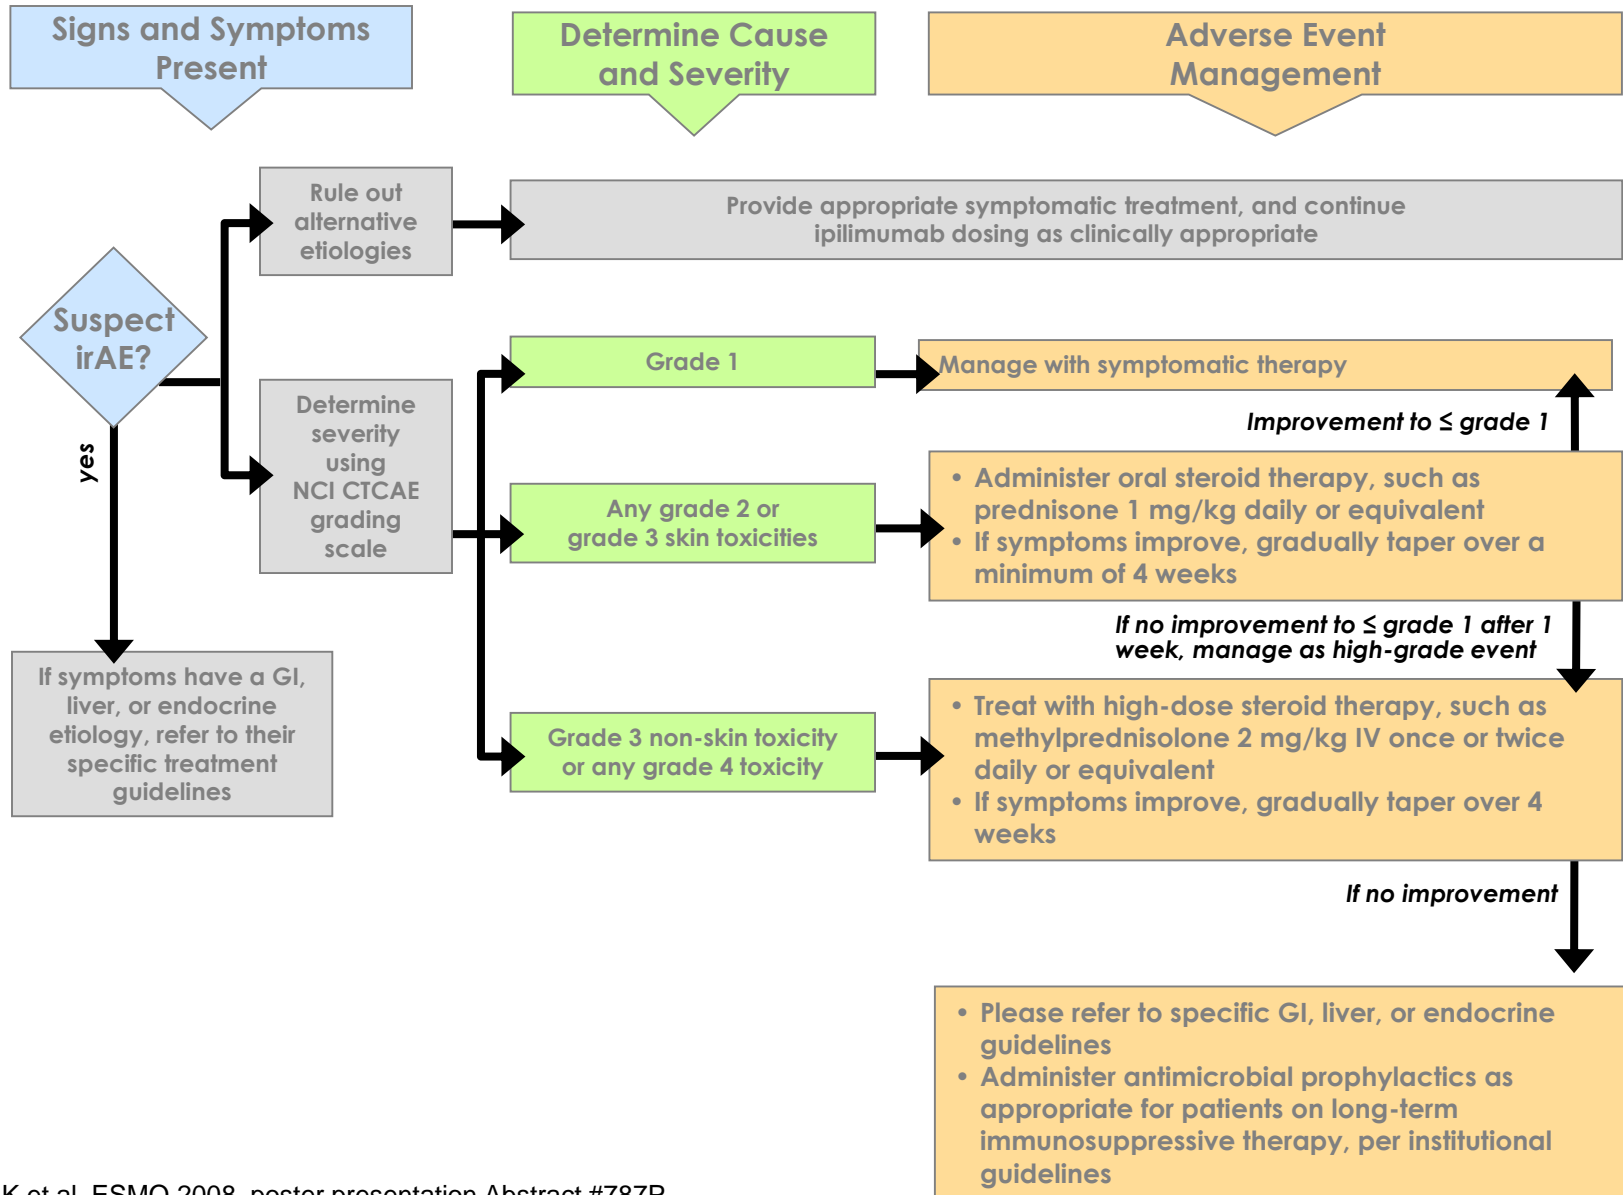 Signs and Symptoms
Present
Determine Cause
and Severity
Adverse Event
Management
Rule out
alternative
etiologies
Provide appropriate symptomatic treatment, and continue
ipilimumab dosing as clinically appropriate
Suspect
irAE?
yes
Determine
severity
using
NCI CTCAE
grading
scale
Grade 1
Manage with symptomatic therapy
Improvement to ≤ grade 1
Any grade 2 or
grade 3 skin toxicities
• Administer oral steroid therapy, such as
prednisone 1 mg/kg daily or equivalent
• If symptoms improve, gradually taper over a
minimum of 4 weeks
If no improvement to ≤ grade 1 after 1
week, manage as high-grade event
If symptoms have a GI,
liver, or endocrine
etiology, refer to their
specific treatment
guidelines
Grade 3 non-skin toxicity
or any grade 4 toxicity
• Treat with high-dose steroid therapy, such as
methylprednisolone 2 mg/kg IV once or twice
daily or equivalent
• If symptoms improve, gradually taper over 4
weeks
If no improvement
• Please refer to specific GI, liver, or endocrine
guidelines
• Administer antimicrobial prophylactics as
appropriate for patients on long-term
immunosuppressive therapy, per institutional
guidelines
K et al. ESMO 2008, poster presentation Abstract #787P